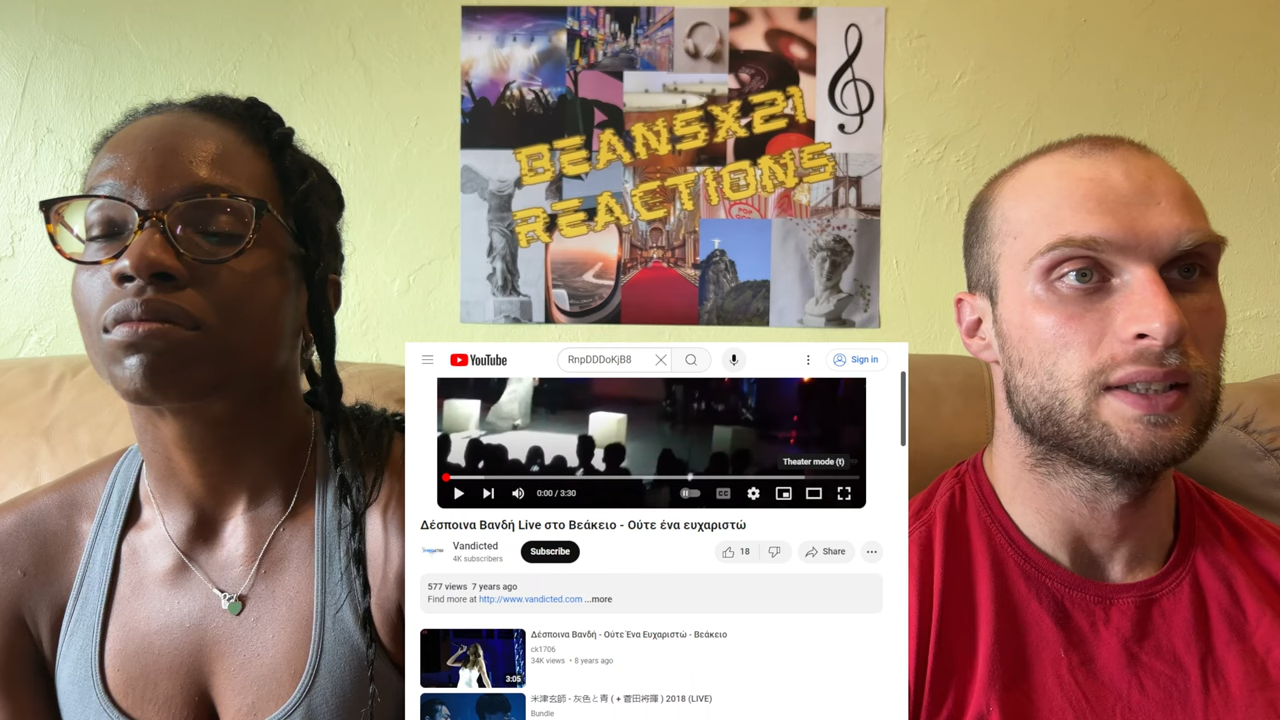 BEANSX21
REACTIONS
POP
YouTube
RnpDDDoKjB8
Sign in
Theater mode (t)
0:00 / 3:30
CC
Δέσποινα Βανδή Live στο Βεάκειο - Ούτε ένα ευχαριστώ
Vandicted
4K subscribers
Subscribe
18
Share
577 views 7 years ago
Find more at http://www.vandicted.com ...more
3:05
Δέσποινα Βανδή - Ούτε Ένα Ευχαριστώ - Βεάκειο
ck1706
34K views • 8 years ago
米津玄師 - 灰色と青 ( + 菅田将暉 ) 2018 (LIVE)
Bundle